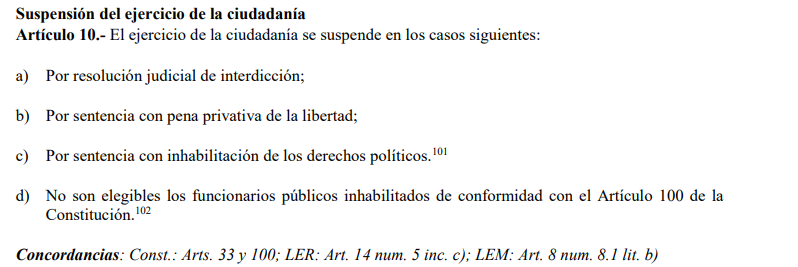 Suspensión del ejercicio de la ciudadanía
Artículo 10.- El ejercicio de la ciudadanía se suspende en los casos siguientes:
a) Por resolución judicial de interdicción;
b) Por sentencia con pena privativa de la libertad;
c) Por sentencia con inhabilitación de los derechos políticos.101
d) No son elegibles los funcionarios públicos inhabilitados de conformidad con el Artículo 100 de la
Constitución.102
Concordancias: Const.: Arts. 33 y 100; LER: Art. 14 num. 5 inc. c); LEM: Art. 8 num. 8.1 lit. b)